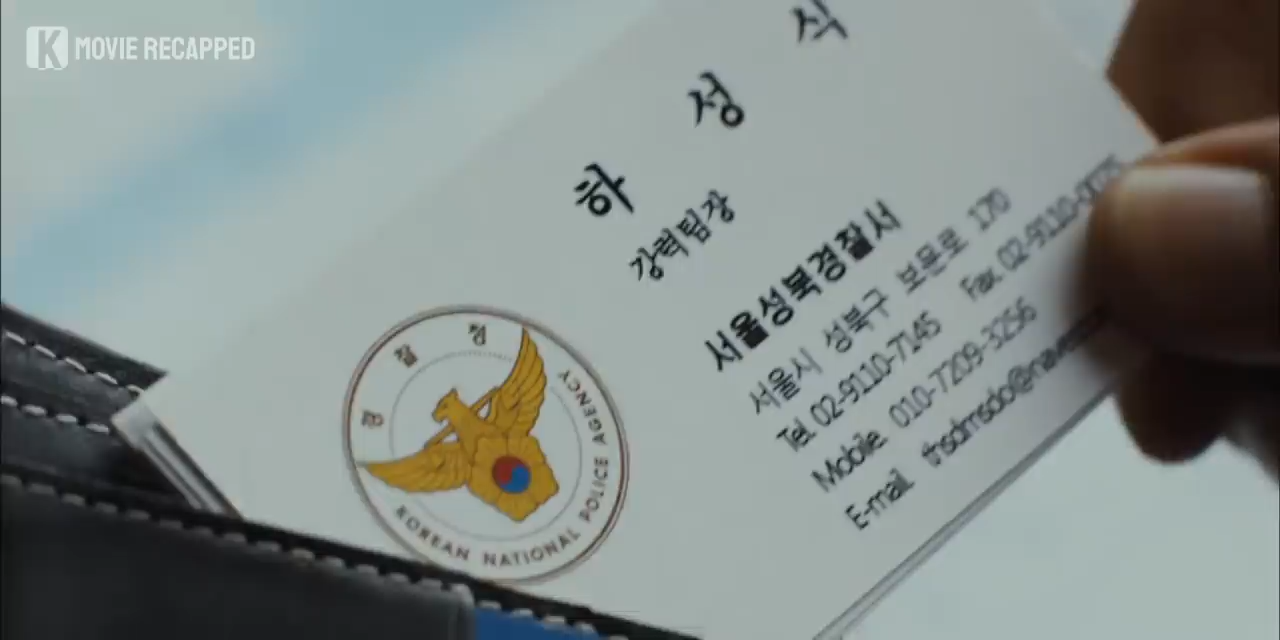 K MOVIE RECAPPED
하 성 식
강력팀장
서울성북경찰서
서울시 성북구 보문로 170
Tel. 02-9110-7145 Fax. 02-9110-0025
Mobile. 010-7209-3256
E-mail.
경 찰 청
KOREAN NATIONAL POLICE AGENCY